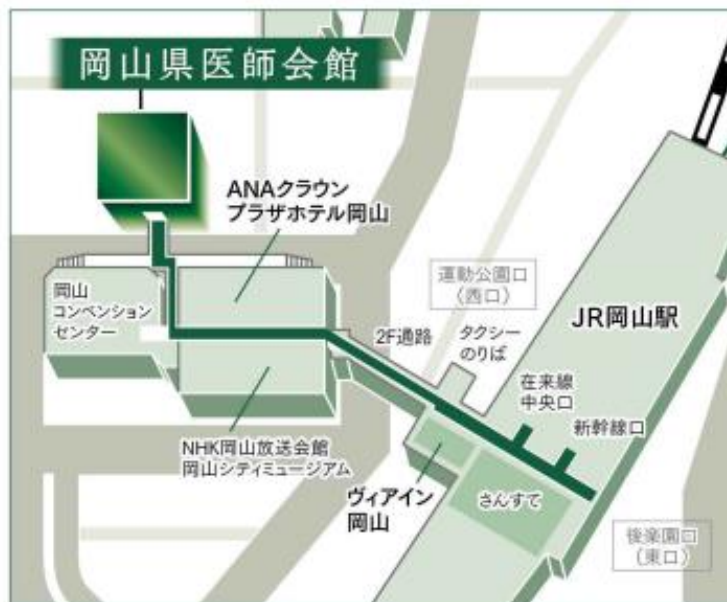 岡山県医師会館
ANAクラウン
プラザホテル岡山
岡山
コンベンション
センター
運動公園口
（西口）
JR岡山駅
2F通路
タクシー
のりば
在来線
中央口
新幹線口
NHK岡山放送会館
岡山シティミュージアム
ヴィアイン
岡山
さんすて
後楽園口
（東口）